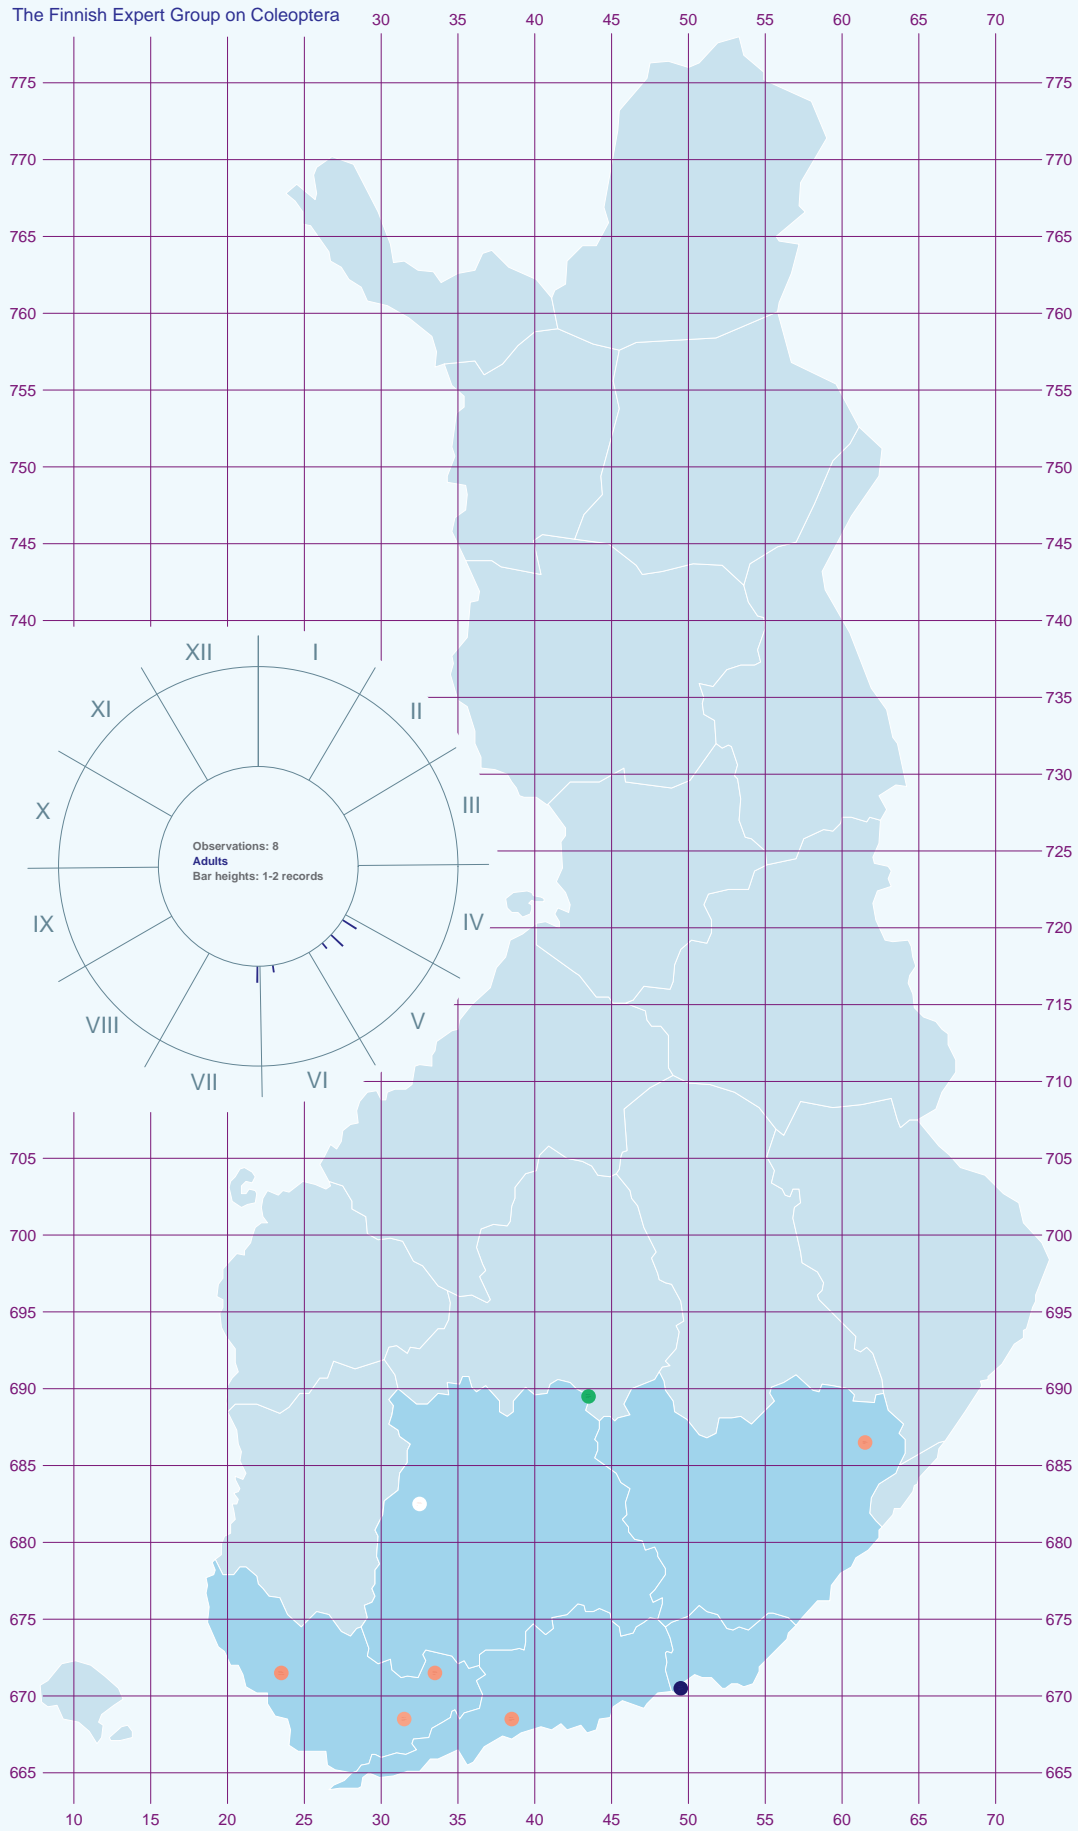 The Finnish Expert Group on Coleoptera
30 35 40 45 50 55 60 65 70
775 775
770 770
765 765
760 760
755 755
750 750
745 745
740 740
XII I
XI II
735
730
X III
725
Observations: 8
Adults
Bar heights: 1-2 records
IX IV
720
715
VIII V
VII VI
710
705 705
700 700
695 695
690 690
685 685
680 680
675 675
670 670
665 665
10 15 20 25 30 35 40 45 50 55 60 65 70